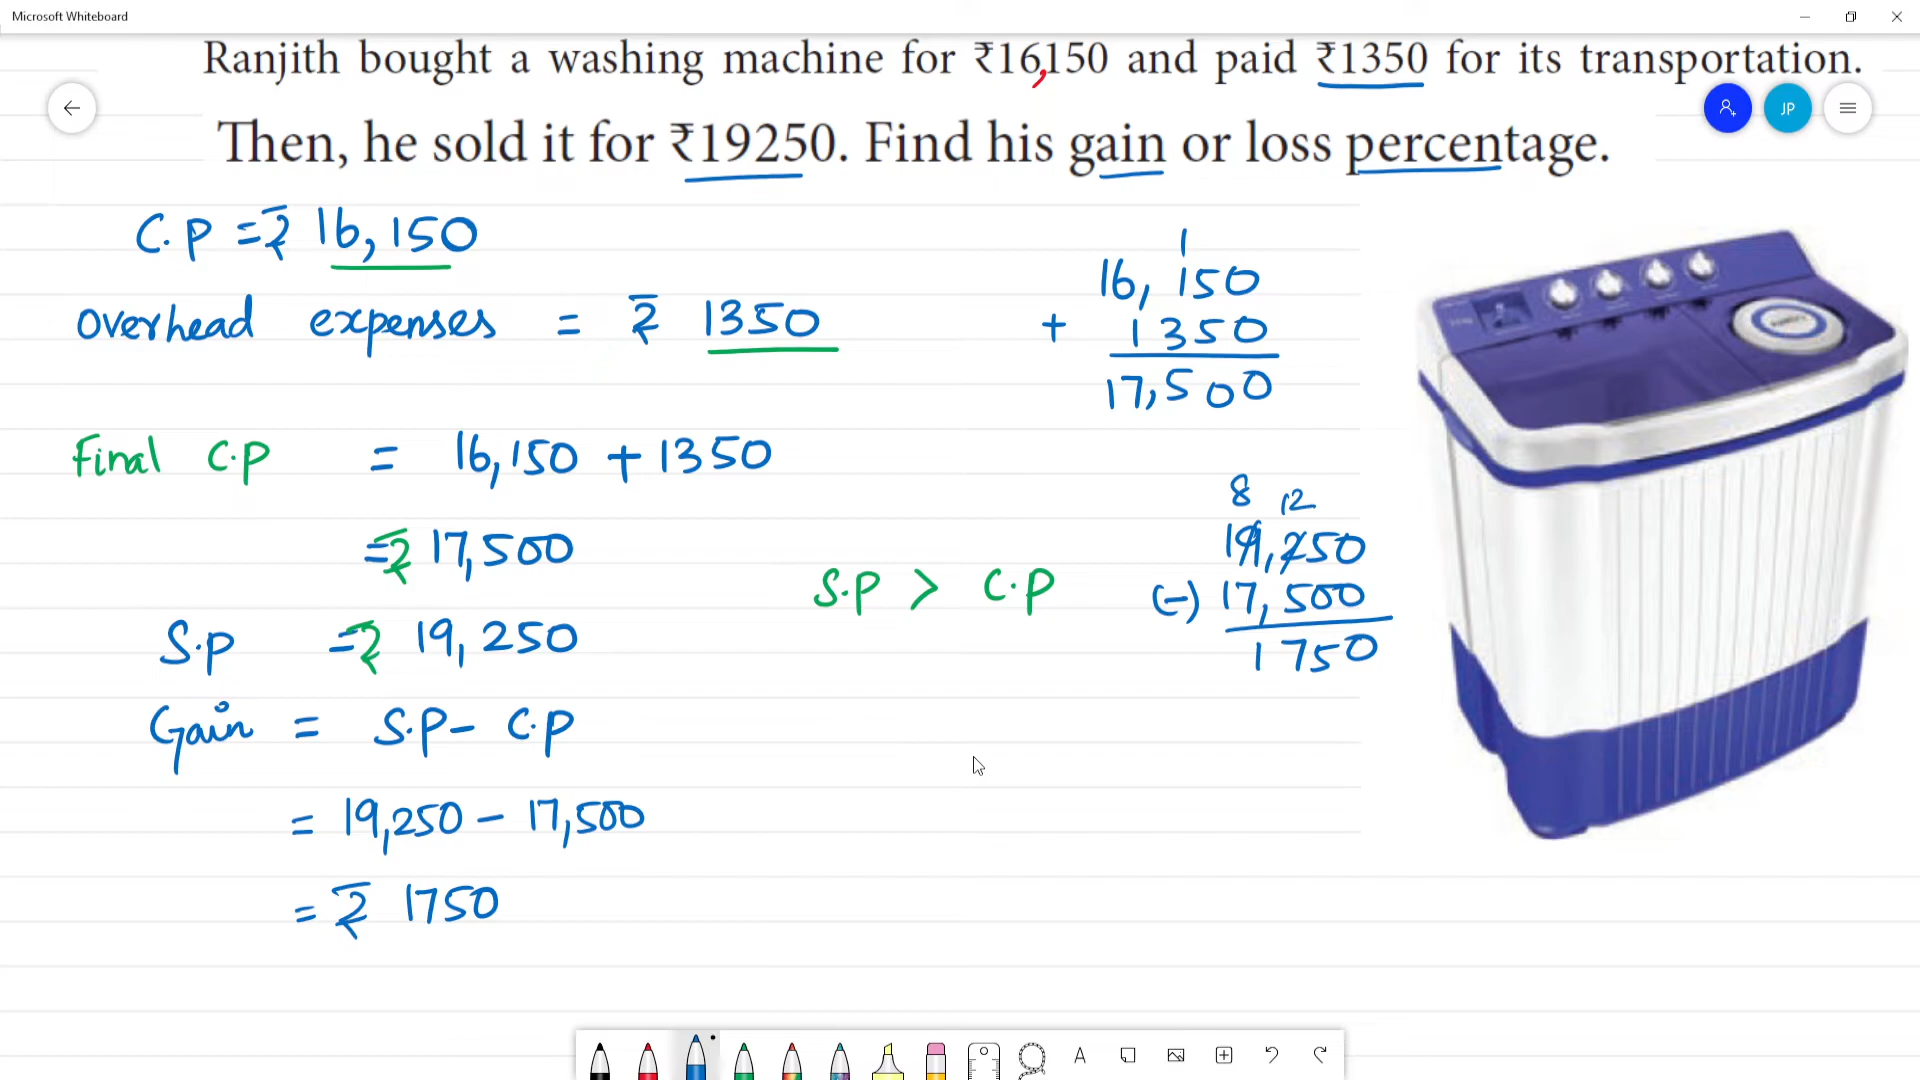 Microsoft Whiteboard
Ranjith bought a washing machine for ₹16,150 and paid ₹1350 for its transportation.
Then, he sold it for ₹19250. Find his gain or loss percentage.
JP
C.P = ₹ 16,150
overhead expenses = ₹ 1350
1
16,150
+ 1350
17,500
Final C.P = 16,150 + 1350
= ₹ 17,500
S.P = ₹ 19,250
S.P > C.P
8 12
19,250
(-) 17,500
1750
Gain = S.P - C.P
= 19,250 - 17,500
= ₹ 1750
A